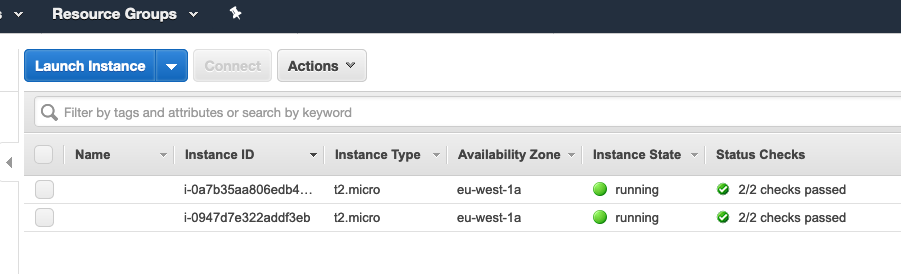 s Resource Groups
Launch Instance Connect Actions
Filter by tags and attributes or search by keyword
Name Instance ID Instance Type Availability Zone Instance State Status Checks
i-0a7b35aa806edb4... t2.micro eu-west-1a running 2/2 checks passed
i-0947d7e322addf3eb t2.micro eu-west-1a running 2/2 checks passed